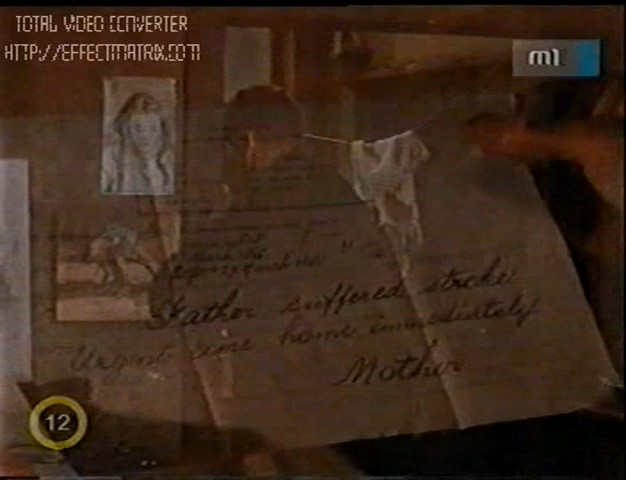 TOTAL VIDEO CONVERTER
HTTP://EFFECTMATRIX.COM
m1
Father suffered stroke
Urgent come home immediately
Mother
12